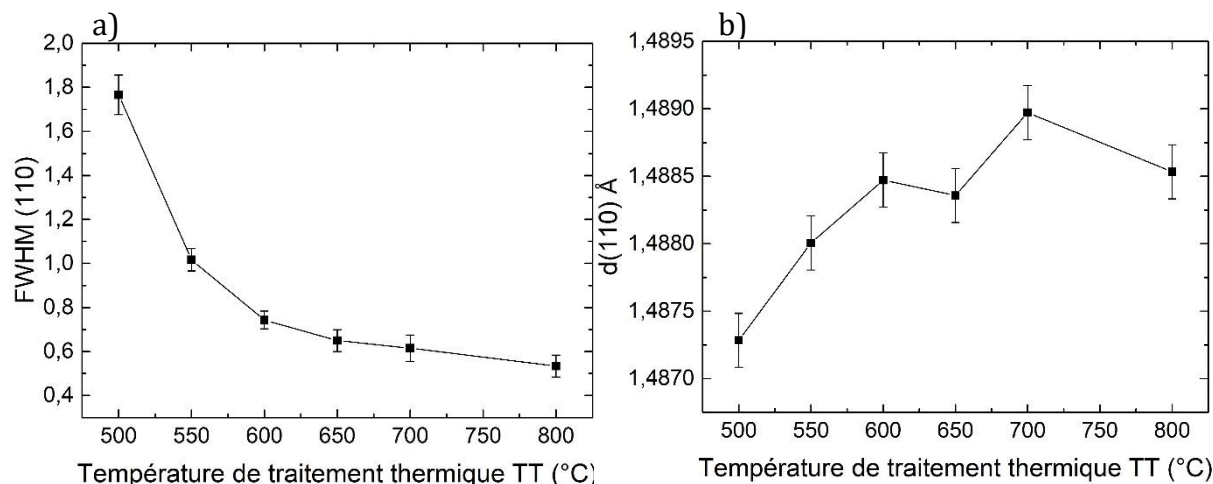 a)
2,0
1,8
1,6
1,4
1,2
1,0
0,8
0,6
0,4
FWHM (110)
500 550 600 650 700 750 800
Température de traitement thermique TT (°C)
b)
1,4895
1,4890
1,4885
1,4880
1,4875
1,4870
d(110) Å
500 550 600 650 700 750 800
Température de traitement thermique TT (°C)